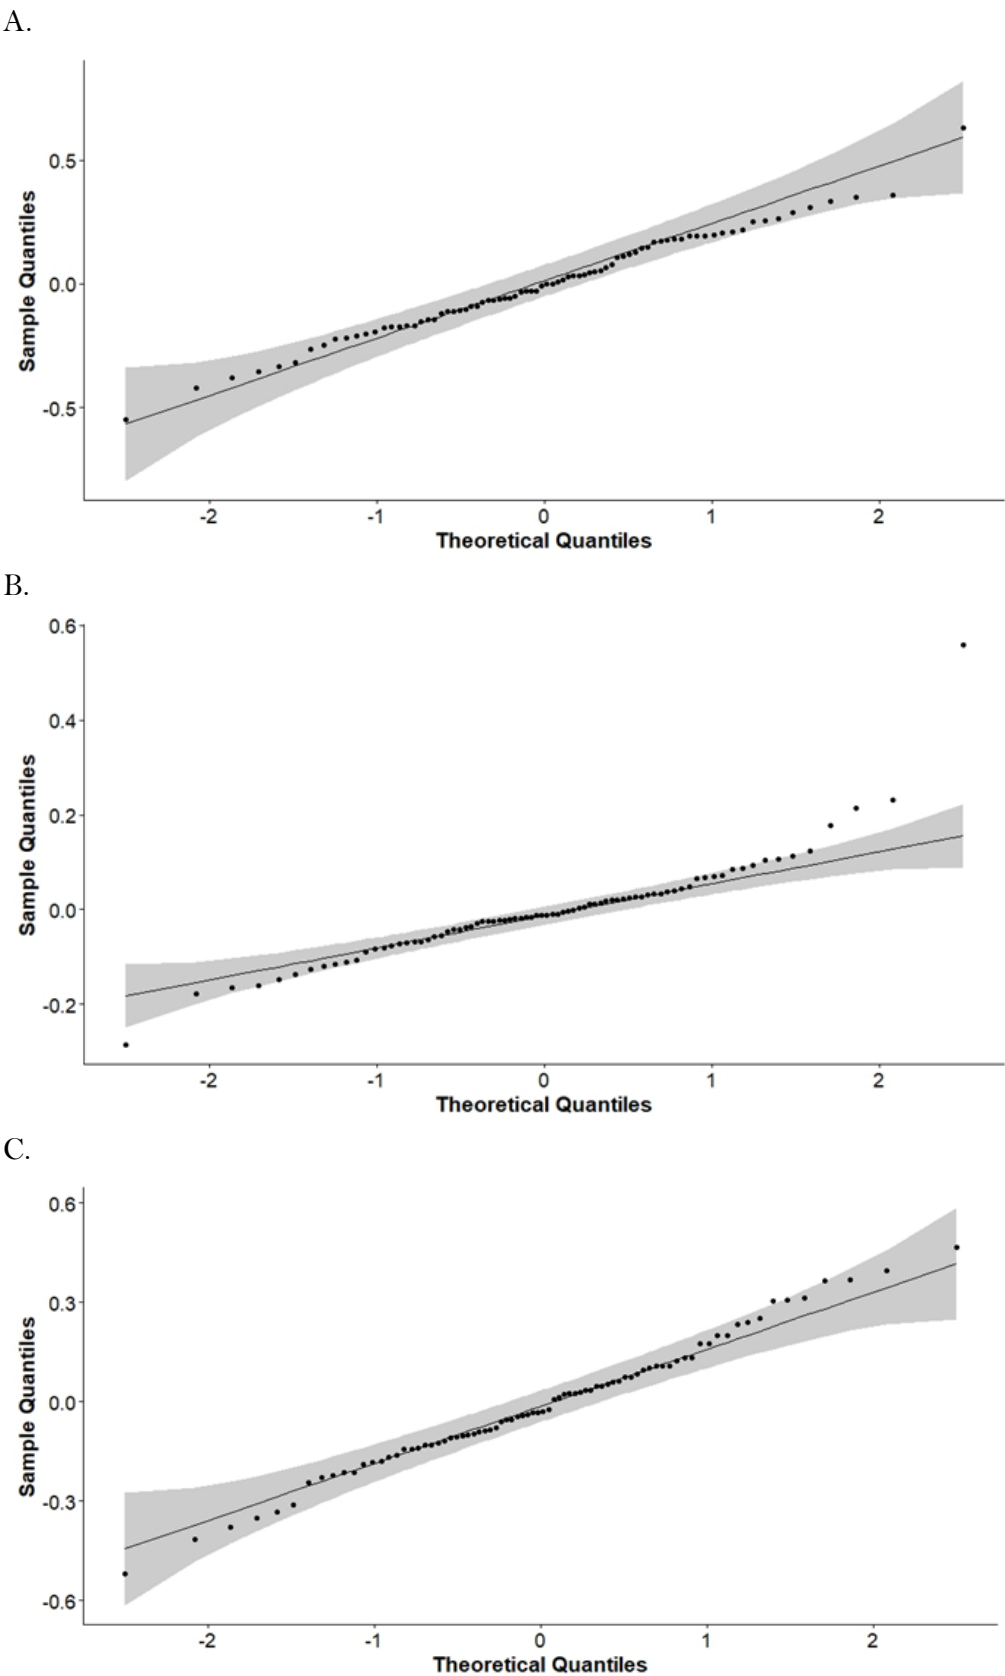 A.
0.5
0.0
-0.5
Sample Quantiles
-2 -1 0 1 2
Theoretical Quantiles
B.
0.6
0.4
0.2
0.0
-0.2
Sample Quantiles
-2 -1 0 1 2
Theoretical Quantiles
C.
0.6
0.3
0.0
-0.3
-0.6
Sample Quantiles
-2 -1 0 1 2
Theoretical Quantiles